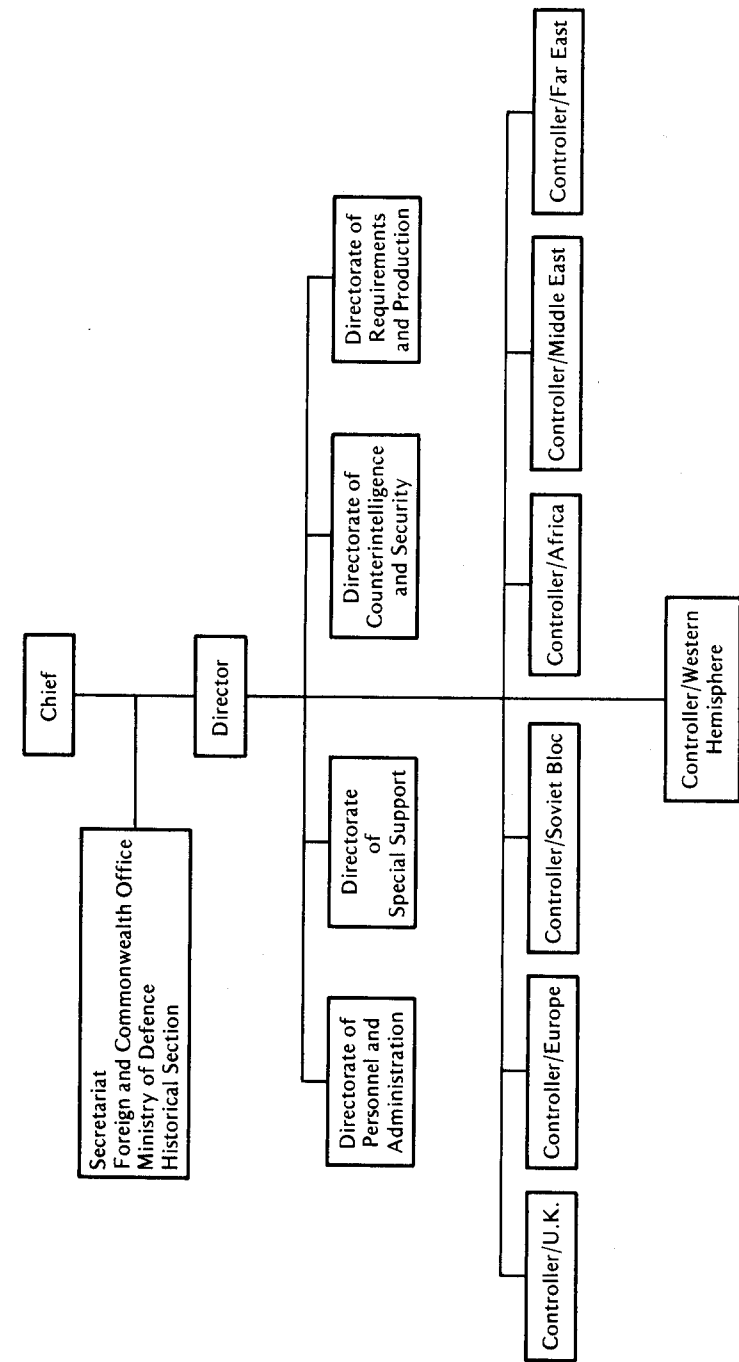 Chief
Secretariat
Foreign and Commonwealth Office
Ministry of Defence
Historical Section
Director
Directorate of
Personnel and
Administration
Directorate
of
Special Support
Directorate of
Counterintelligence
and Security
Directorate of
Requirements
and Production
Controller/U.K.
Controller/Europe
Controller/Soviet Bloc
Controller/Africa
Controller/Middle East
Controller/Far East
Controller/Western
Hemisphere